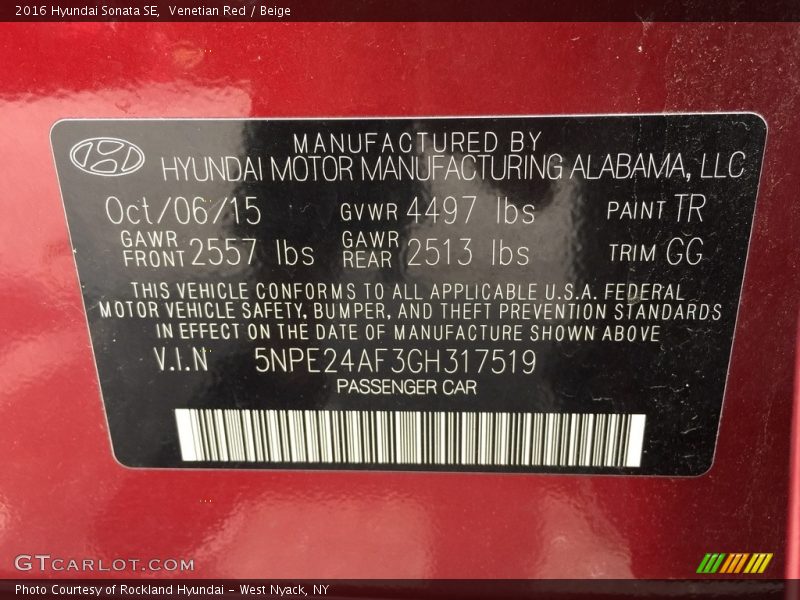 2016 Hyundai Sonata SE,  Venetian Red / Beige
MANUFACTURED BY
HYUNDAI MOTOR MANUFACTURING ALABAMA, LLC
Oct/06/15 GVWR 4497 lbs PAINT TR
GAWR FRONT 2557 lbs GAWR REAR 2513 lbs TRIM GG
THIS VEHICLE CONFORMS TO ALL APPLICABLE U.S.A. FEDERAL
MOTOR VEHICLE SAFETY, BUMPER, AND THEFT PREVENTION STANDARDS
IN EFFECT ON THE DATE OF MANUFACTURE SHOWN ABOVE
V.I.N 5NPE24AF3GH317519
PASSENGER CAR
GTCARLOT.COM
Photo Courtesy of Rockland Hyundai - West Nyack, NY